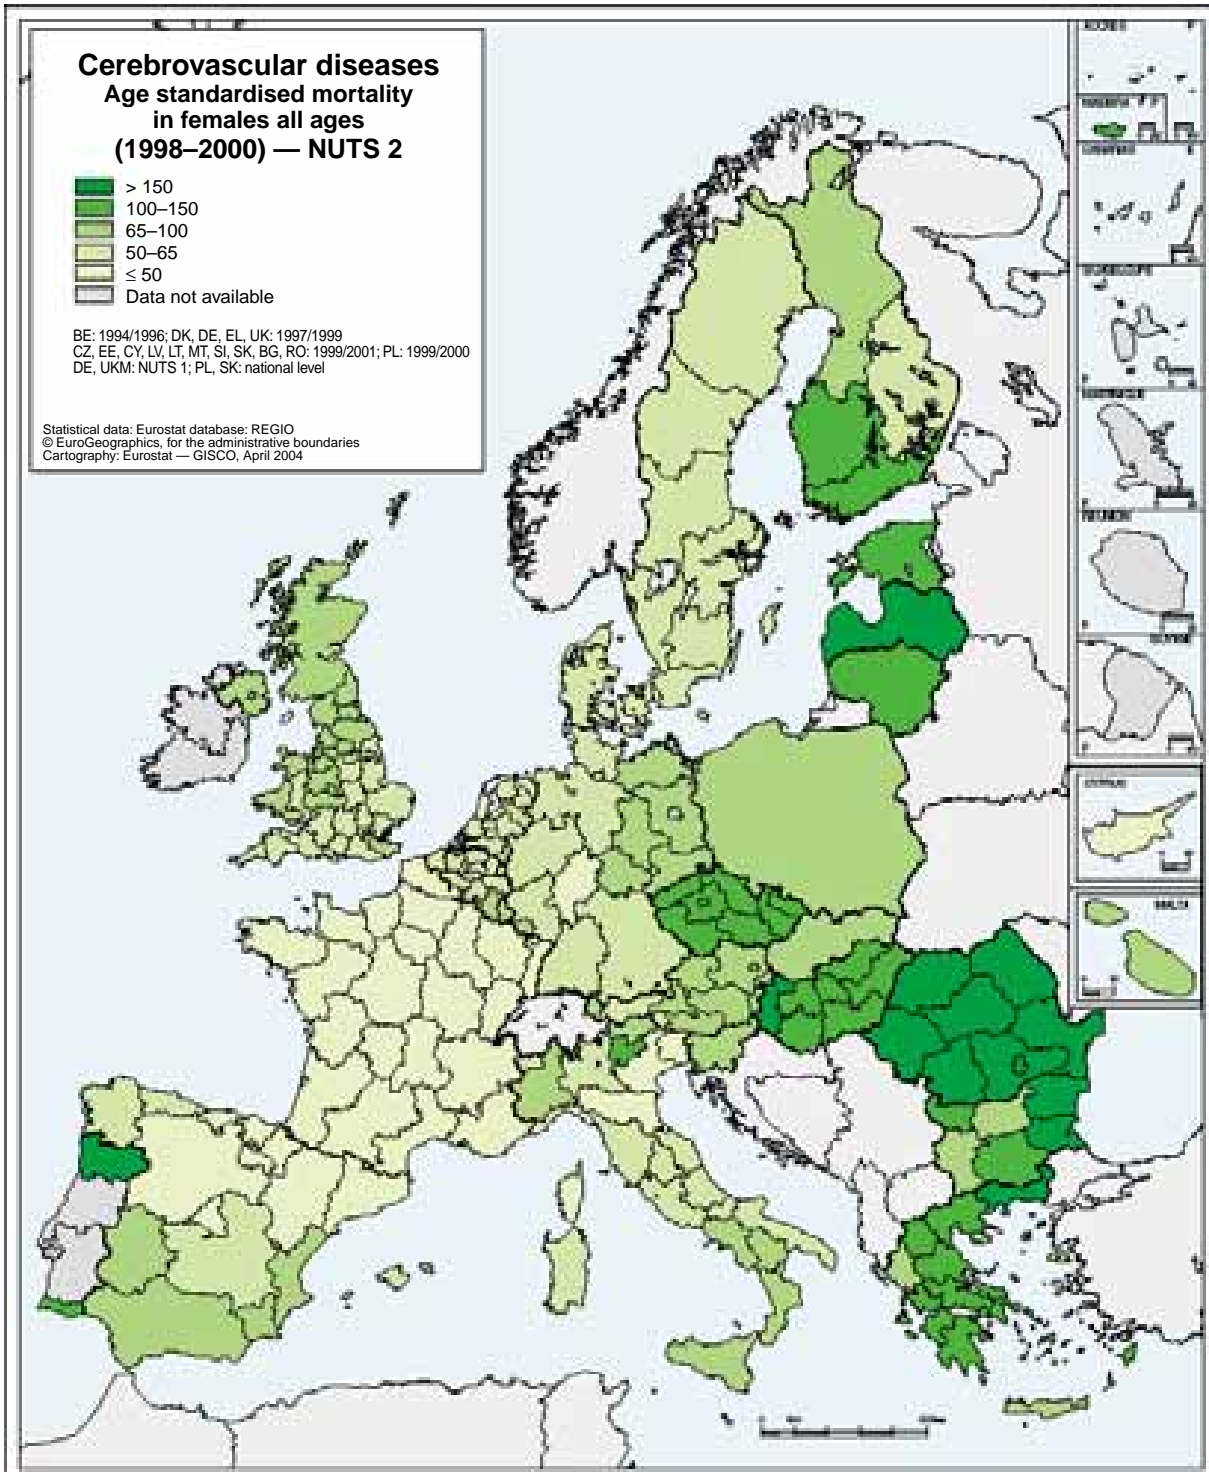 Cerebrovascular diseases
Age standardised mortality
in females all ages
(1998–2000) — NUTS 2
> 150
100–150
65–100
50–65
≤ 50
Data not available
BE: 1994/1996; DK, DE, EL, UK: 1997/1999
CZ, EE, CY, LV, LT, MT, SI, SK, BG, RO: 1999/2001; PL: 1999/2000
DE, UKM: NUTS 1; PL, SK: national level
Statistical data: Eurostat database: REGIO
© EuroGeographics, for the administrative boundaries
Cartography: Eurostat — GISCO, April 2004
CYPRUS
MALTA